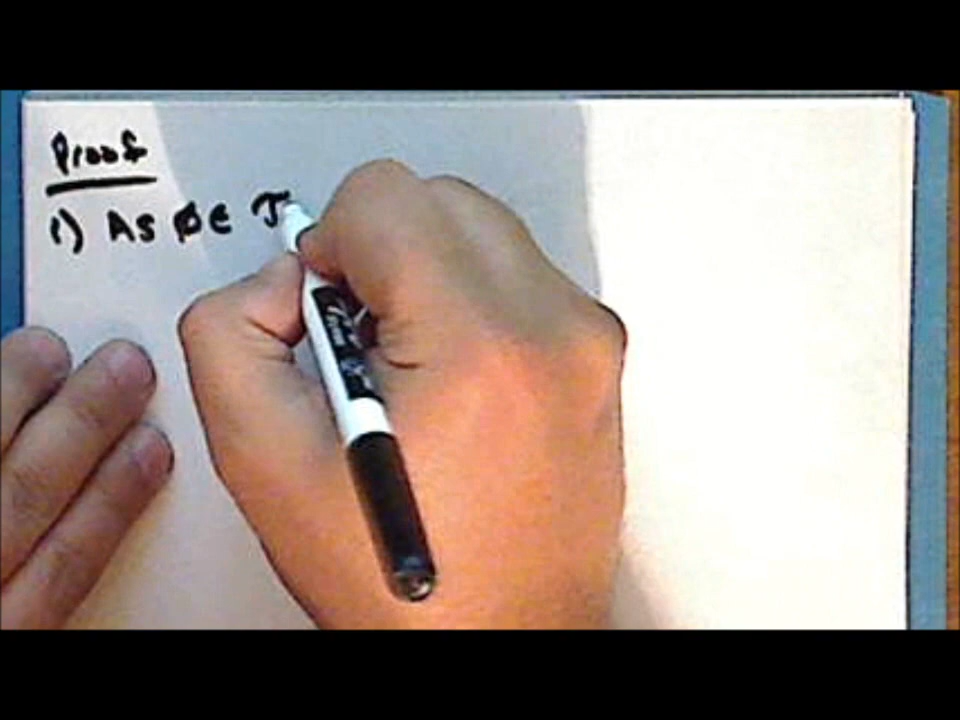 Proof
1) As ∅ ∈ T